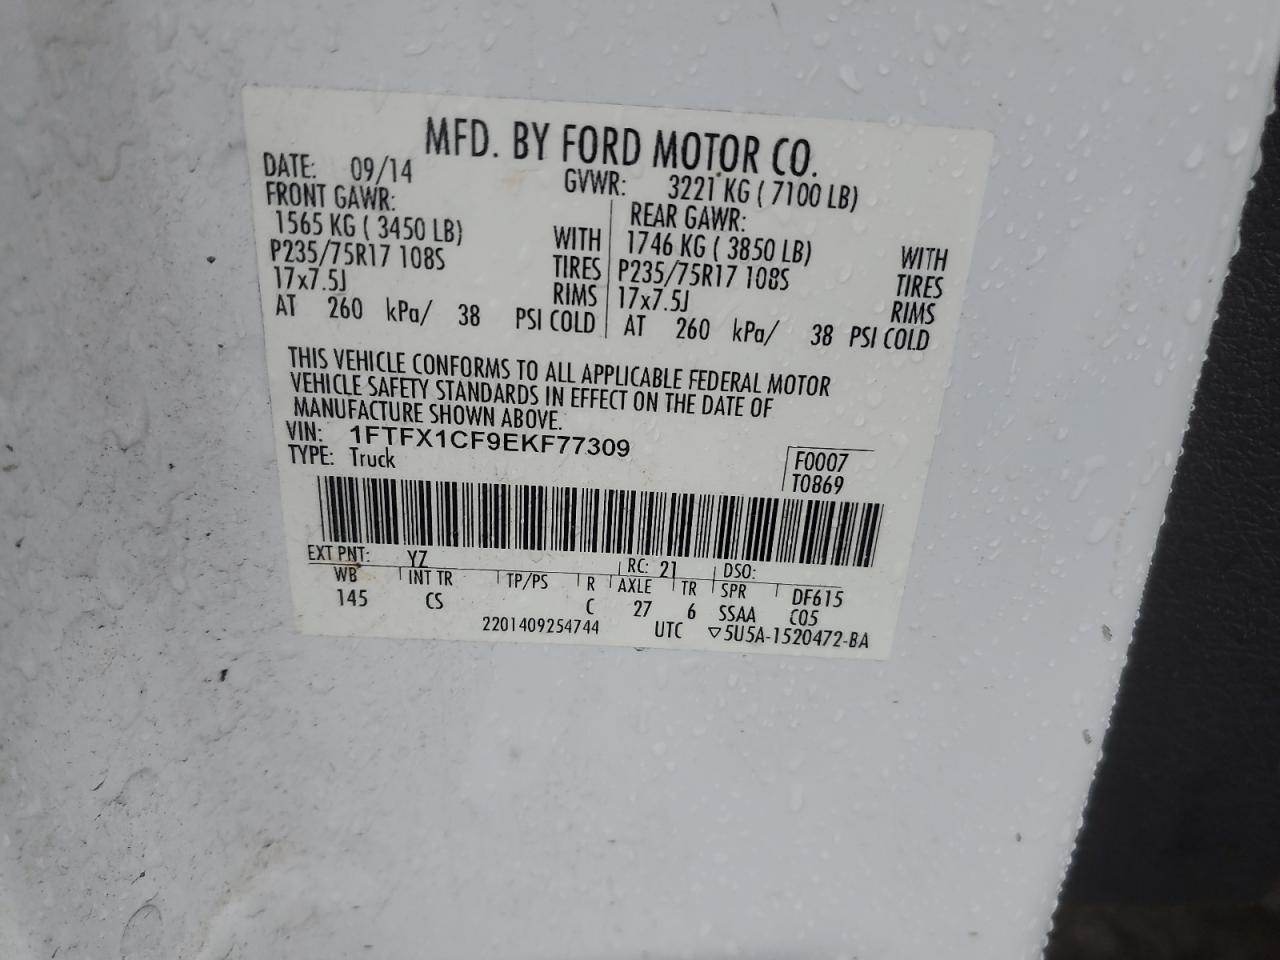 MFD. BY FORD MOTOR CO.
DATE: 09/14 GVWR: 3221 KG ( 7100 LB)
FRONT GAWR: REAR GAWR:
1565 KG ( 3450 LB) WITH 1746 KG ( 3850 LB) WITH
P235/75R17 108S TIRES P235/75R17 108S TIRES
17x7.5J RIMS 17x7.5J RIMS
AT 260 kPa/ 38 PSI COLD AT 260 kPa/ 38 PSI COLD
THIS VEHICLE CONFORMS TO ALL APPLICABLE FEDERAL MOTOR
VEHICLE SAFETY STANDARDS IN EFFECT ON THE DATE OF
MANUFACTURE SHOWN ABOVE.
VIN: 1FTFX1CF9EKF77309
TYPE: Truck
F0007
T0869
EXT PNT: YZ RC: 21 DSO:
WB INT TR TP/PS R AXLE TR SPR DF615
145 CS C 27 6 SSAA C05
2201409254744 UTC ▽5U5A-1520472-BA